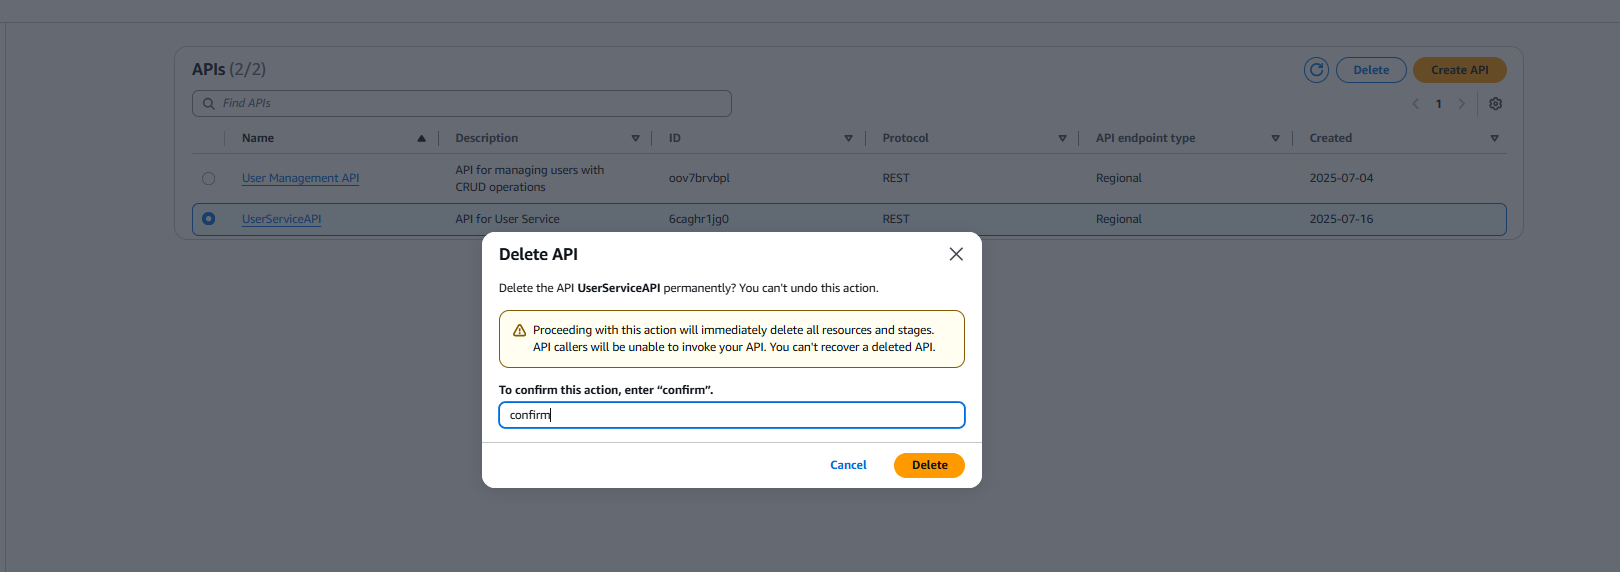 APIs (2/2)
Delete
Create API
Find APIs
1
Name Description ID Protocol API endpoint type Created
User Management API API for managing users with CRUD operations oov7brvbpl REST Regional 2025-07-04
UserServiceAPI API for User Service 6caghr1jg0 REST Regional 2025-07-16
Delete API
Delete the API UserServiceAPI permanently? You can't undo this action.
Proceeding with this action will immediately delete all resources and stages.
API callers will be unable to invoke your API. You can't recover a deleted API.
To confirm this action, enter “confirm”.
confirm
Cancel
Delete